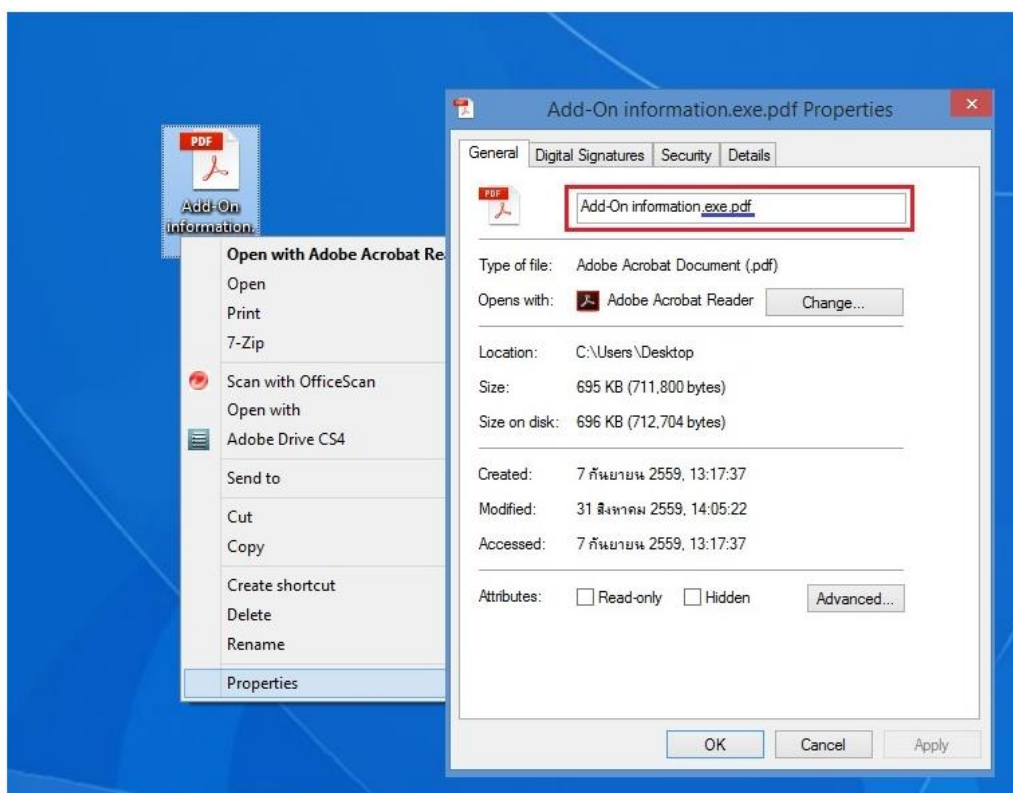 PDF
Add-On
information.
Open with Adobe Acrobat Re
Open
Print
7-Zip
Scan with OfficeScan
Open with
Adobe Drive CS4
Send to
Cut
Copy
Create shortcut
Delete
Rename
Properties
Add-On information.exe.pdf Properties
General Digital Signatures Security Details
PDF
Add-On information.exe.pdf
Type of file: Adobe Acrobat Document (.pdf)
Opens with: Adobe Acrobat Reader Change...
Location: C:\Users\Desktop
Size: 695 KB (711,800 bytes)
Size on disk: 696 KB (712,704 bytes)
Created: 7 กันยายน 2559, 13:17:37
Modified: 31 สิงหาคม 2559, 14:05:22
Accessed: 7 กันยายน 2559, 13:17:37
Attributes: Read-only Hidden Advanced...
OK Cancel Apply